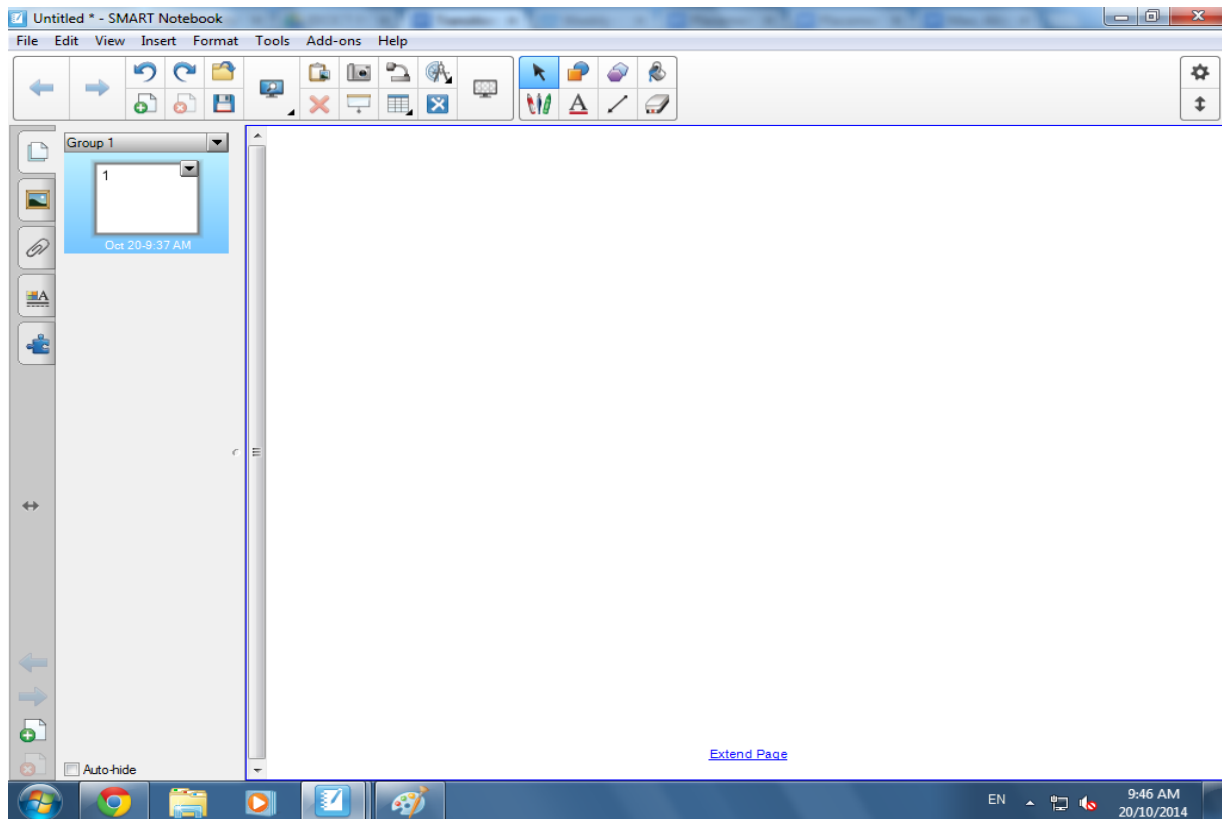 Untitled * - SMART Notebook
File Edit View Insert Format Tools Add-ons Help
Group 1
1
Oct 20-9:37 AM
Extend Page
Auto-hide
EN
9:46 AM
20/10/2014